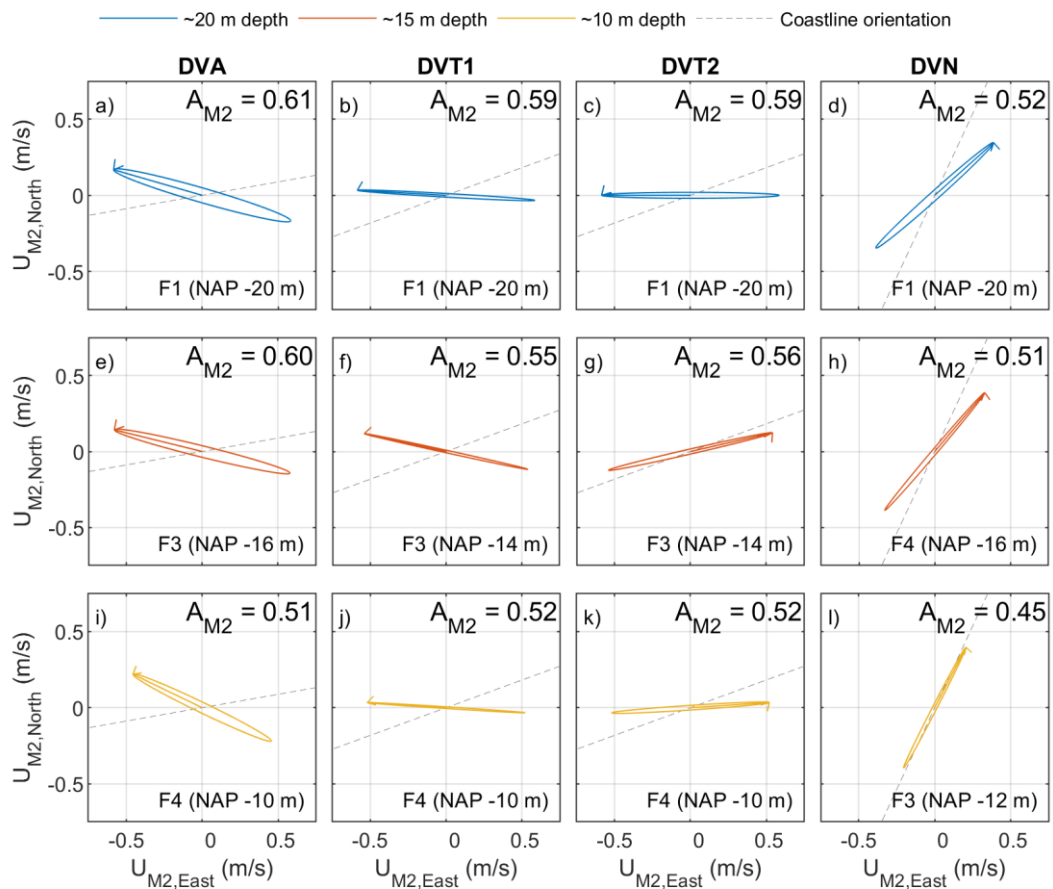 ~20 m depth ~15 m depth ~10 m depth Coastline orientation
DVA DVT1 DVT2 DVN
a) A_M2 = 0.61 b) A_M2 = 0.59 c) A_M2 = 0.59 d) A_M2 = 0.52
0.5
0
-0.5
U_M2,North (m/s)
F1 (NAP -20 m) F1 (NAP -20 m) F1 (NAP -20 m) F1 (NAP -20 m)
e) A_M2 = 0.60 f) A_M2 = 0.55 g) A_M2 = 0.56 h) A_M2 = 0.51
0.5
0
-0.5
U_M2,North (m/s)
F3 (NAP -16 m) F3 (NAP -14 m) F3 (NAP -14 m) F4 (NAP -16 m)
i) A_M2 = 0.51 j) A_M2 = 0.52 k) A_M2 = 0.52 l) A_M2 = 0.45
0.5
0
-0.5
U_M2,North (m/s)
F4 (NAP -10 m) F4 (NAP -10 m) F4 (NAP -10 m) F3 (NAP -12 m)
-0.5 0 0.5 -0.5 0 0.5 -0.5 0 0.5 -0.5 0 0.5
U_M2,East (m/s) U_M2,East (m/s) U_M2,East (m/s) U_M2,East (m/s)